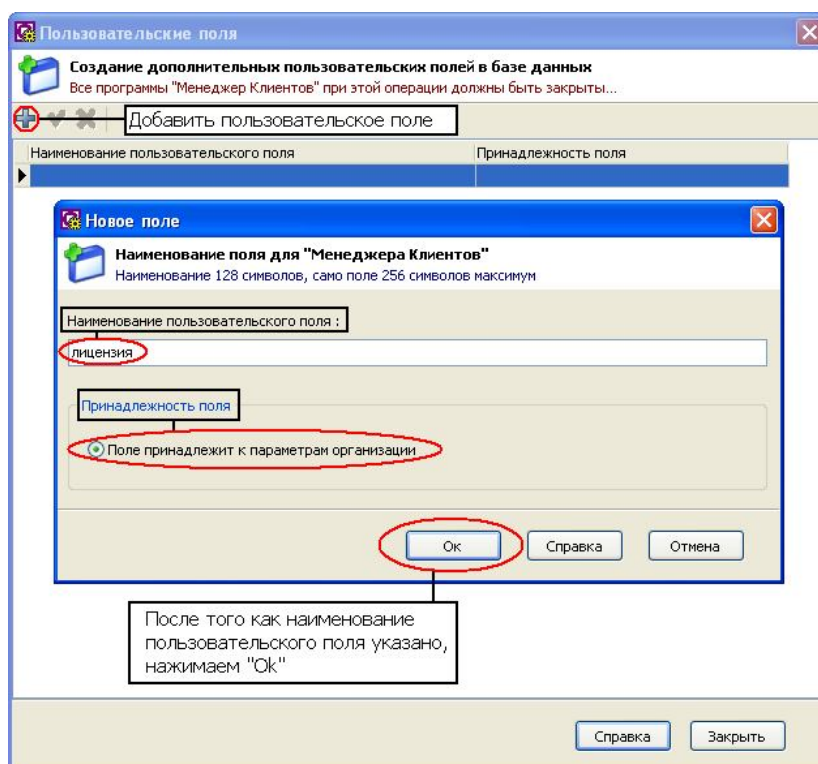 Пользовательские поля
Создание дополнительных пользовательских полей в базе данных
Все программы "Менеджер Клиентов" при этой операции должны быть закрыты...
Добавить пользовательское поле
Наименование пользовательского поля
Принадлежность поля
Новое поле
Наименование поля для "Менеджера Клиентов"
Наименование 128 символов, само поле 256 символов максимум
Наименование пользовательского поля :
лицензия
Принадлежность поля
Поле принадлежит к параметрам организации
Ок
Справка
Отмена
После того как наименование
пользовательского поля указано,
нажимаем "Ok"
Справка
Закрыть